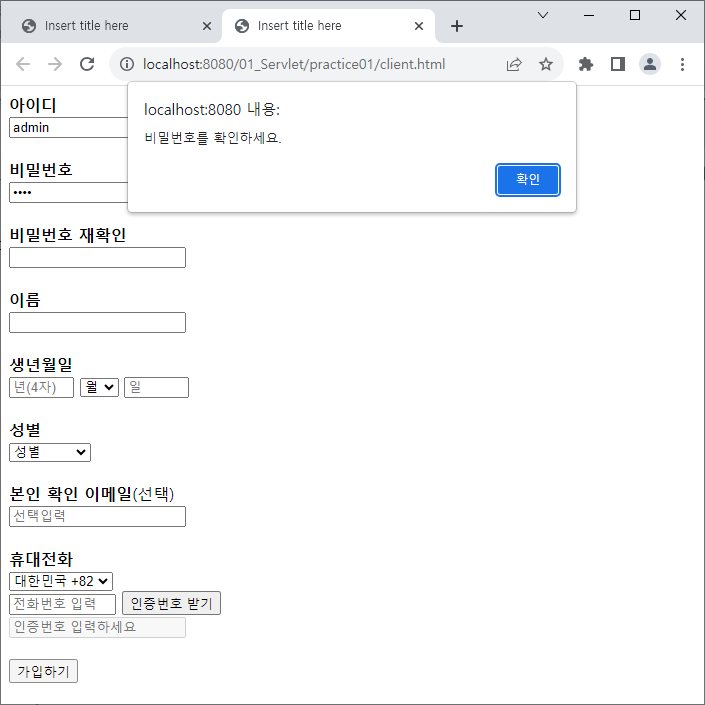 Insert title here
Insert title here
localhost:8080/01_Servlet/practice01/client.html
localhost:8080 내용:
비밀번호를 확인하세요.
확인
아이디
admin
비밀번호
••••
비밀번호 재확인
이름
생년월일
년(4자) 월 일
성별
성별
본인 확인 이메일(선택)
선택입력
휴대전화
대한민국 +82
전화번호 입력 인증번호 받기
인증번호 입력하세요
가입하기